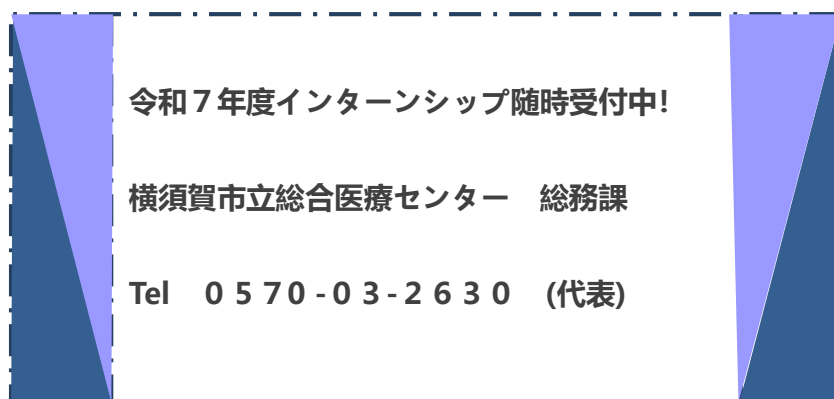 令和７年度インターンシップ随時受付中!
横須賀市立総合医療センター　総務課
Tel　０５７０-０３-２６３０　(代表)